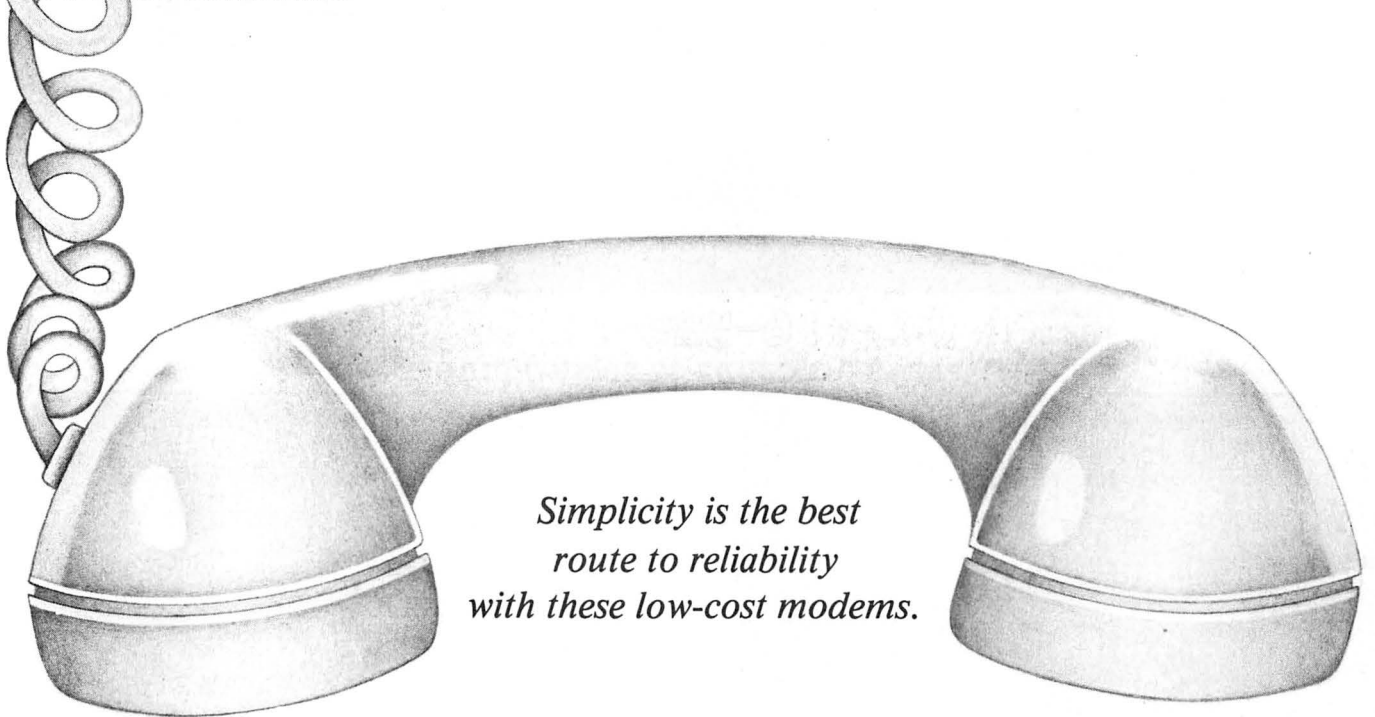 Simplicity is the best
route to reliability
with these low-cost modems.